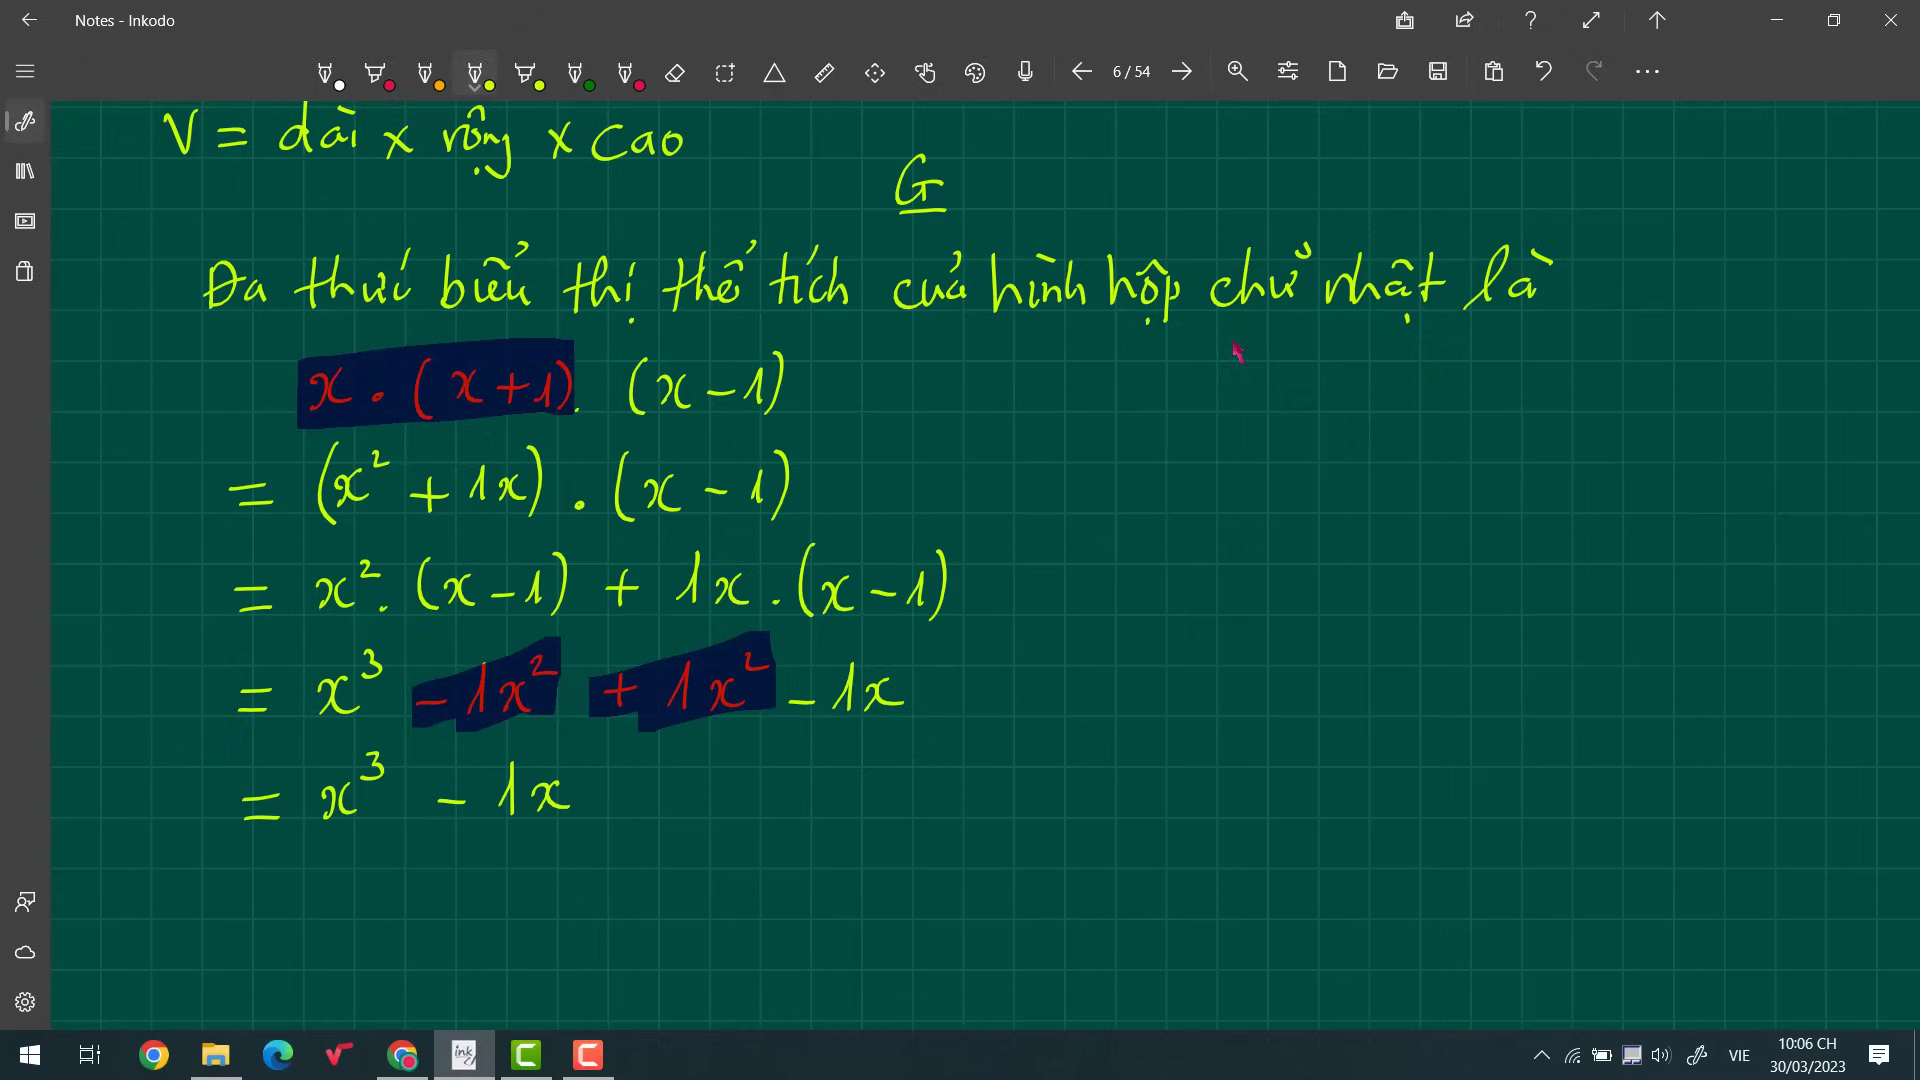 Notes - Inkodo
6 / 54
V = dài x rộng x cao
G
Đa thức biểu thị thể tích của hình hộp chữ nhật là
x . (x+1) . (x-1)
= (x² + 1x) . (x - 1)
= x² . (x-1) + 1x . (x-1)
= x³ - 1x² + 1x² - 1x
= x³ - 1x
ink
VIE
10:06 CH
30/03/2023